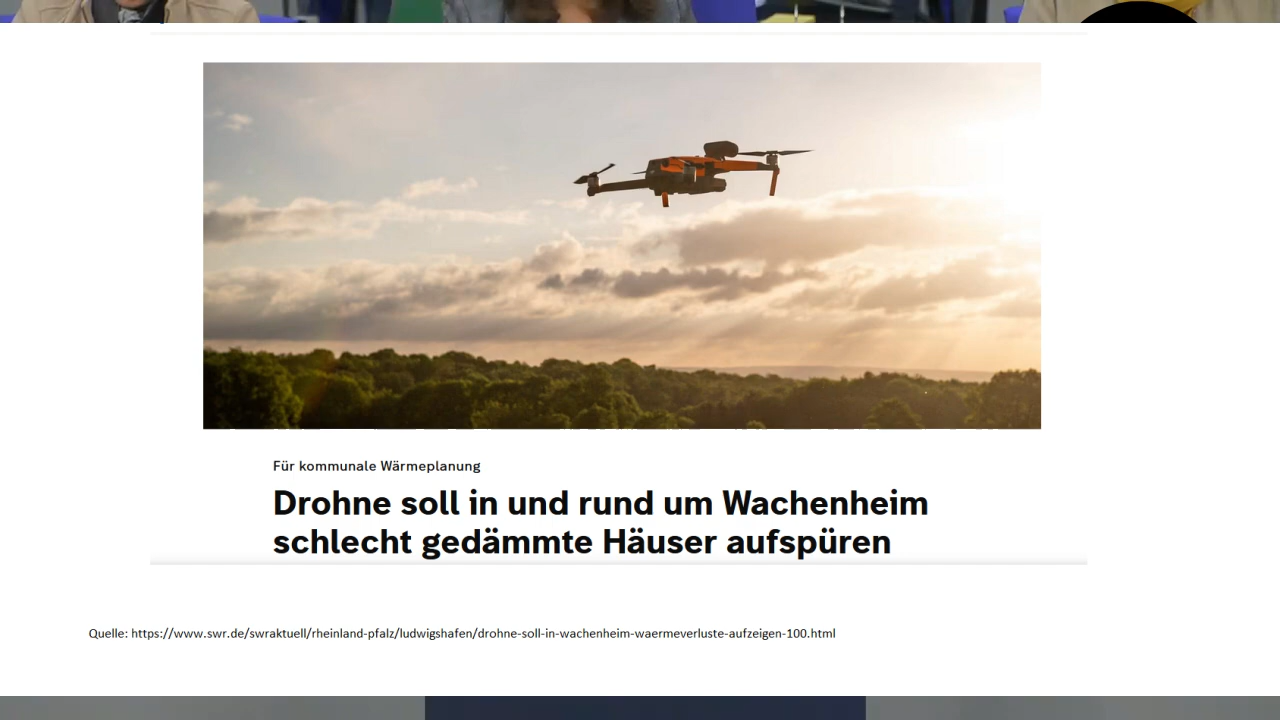 Für kommunale Wärmeplanung
Drohne soll in und rund um Wachenheim
schlecht gedämmte Häuser aufspüren
Quelle: https://www.swr.de/swraktuell/rheinland-pfalz/ludwigshafen/drohne-soll-in-wachenheim-waermeverluste-aufzeigen-100.html